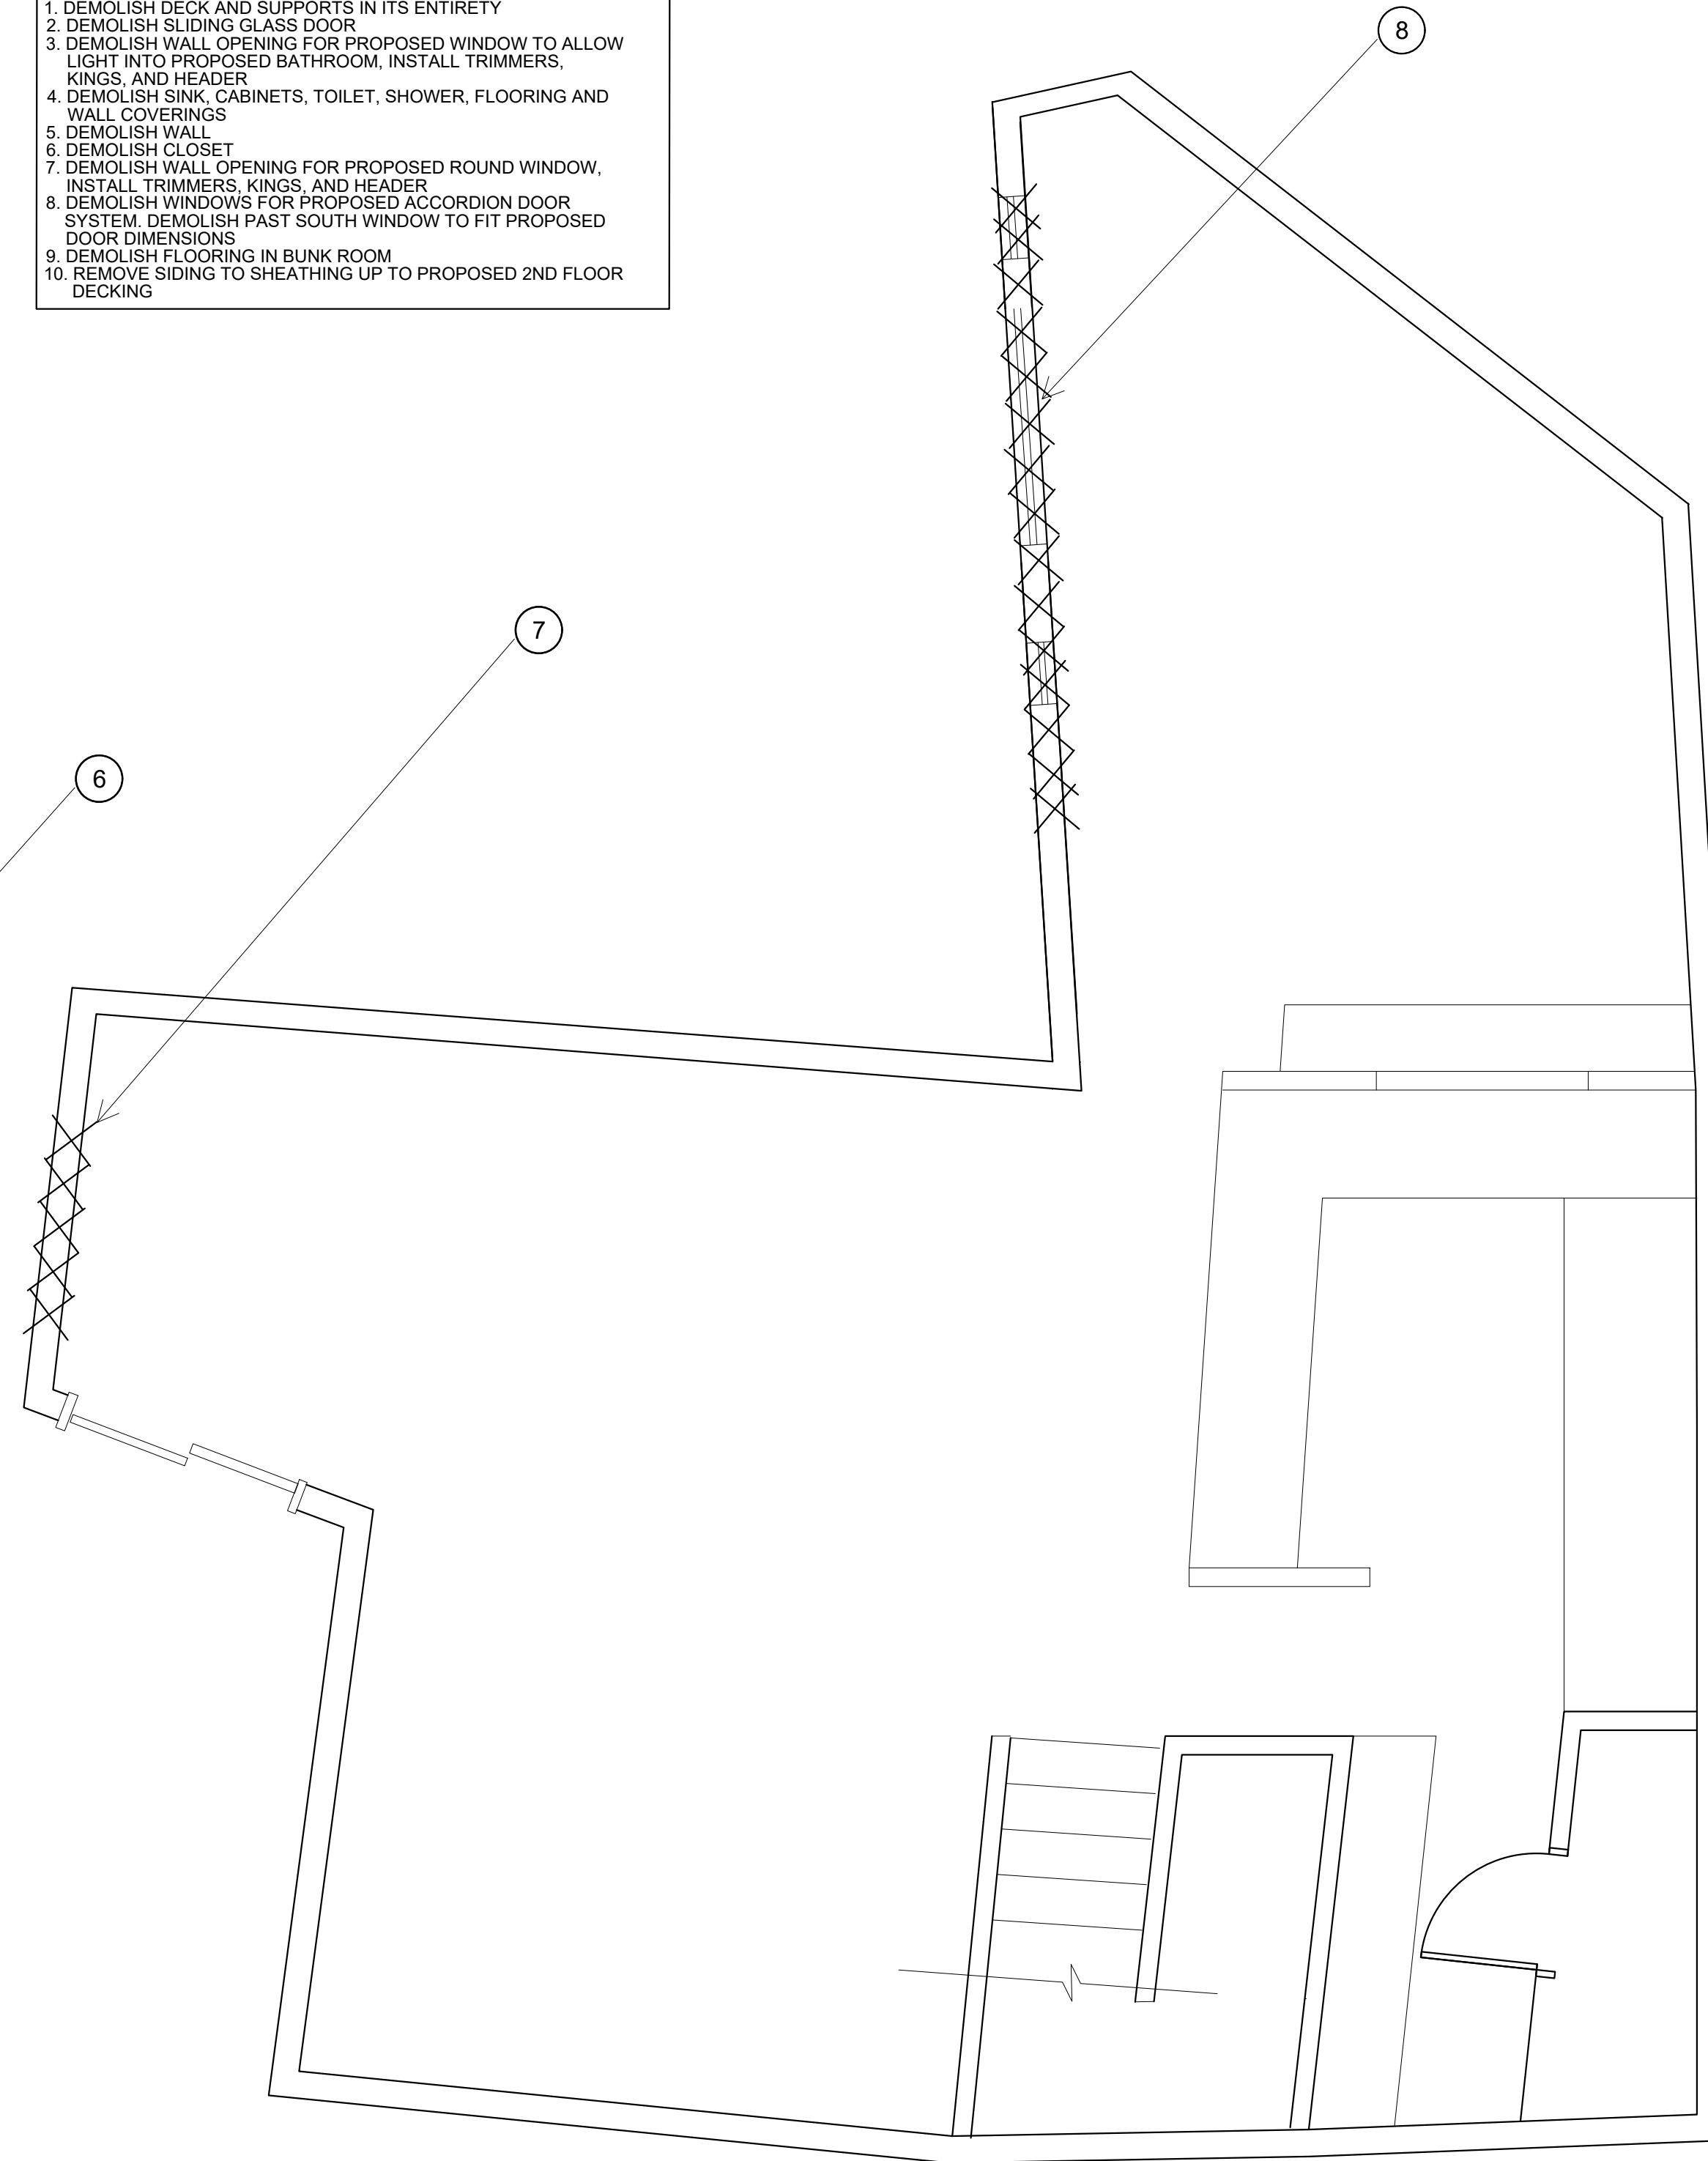 1. DEMOLISH DECK AND SUPPORTS IN ITS ENTIRETY
2. DEMOLISH SLIDING GLASS DOOR
3. DEMOLISH WALL OPENING FOR PROPOSED WINDOW TO ALLOW
LIGHT INTO PROPOSED BATHROOM, INSTALL TRIMMERS,
KINGS, AND HEADER
4. DEMOLISH SINK, CABINETS, TOILET, SHOWER, FLOORING AND
WALL COVERINGS
5. DEMOLISH WALL
6. DEMOLISH CLOSET
7. DEMOLISH WALL OPENING FOR PROPOSED ROUND WINDOW,
INSTALL TRIMMERS, KINGS, AND HEADER
8. DEMOLISH WINDOWS FOR PROPOSED ACCORDION DOOR
SYSTEM. DEMOLISH PAST SOUTH WINDOW TO FIT PROPOSED
DOOR DIMENSIONS
9. DEMOLISH FLOORING IN BUNK ROOM
10. REMOVE SIDING TO SHEATHING UP TO PROPOSED 2ND FLOOR
DECKING
8
7
6